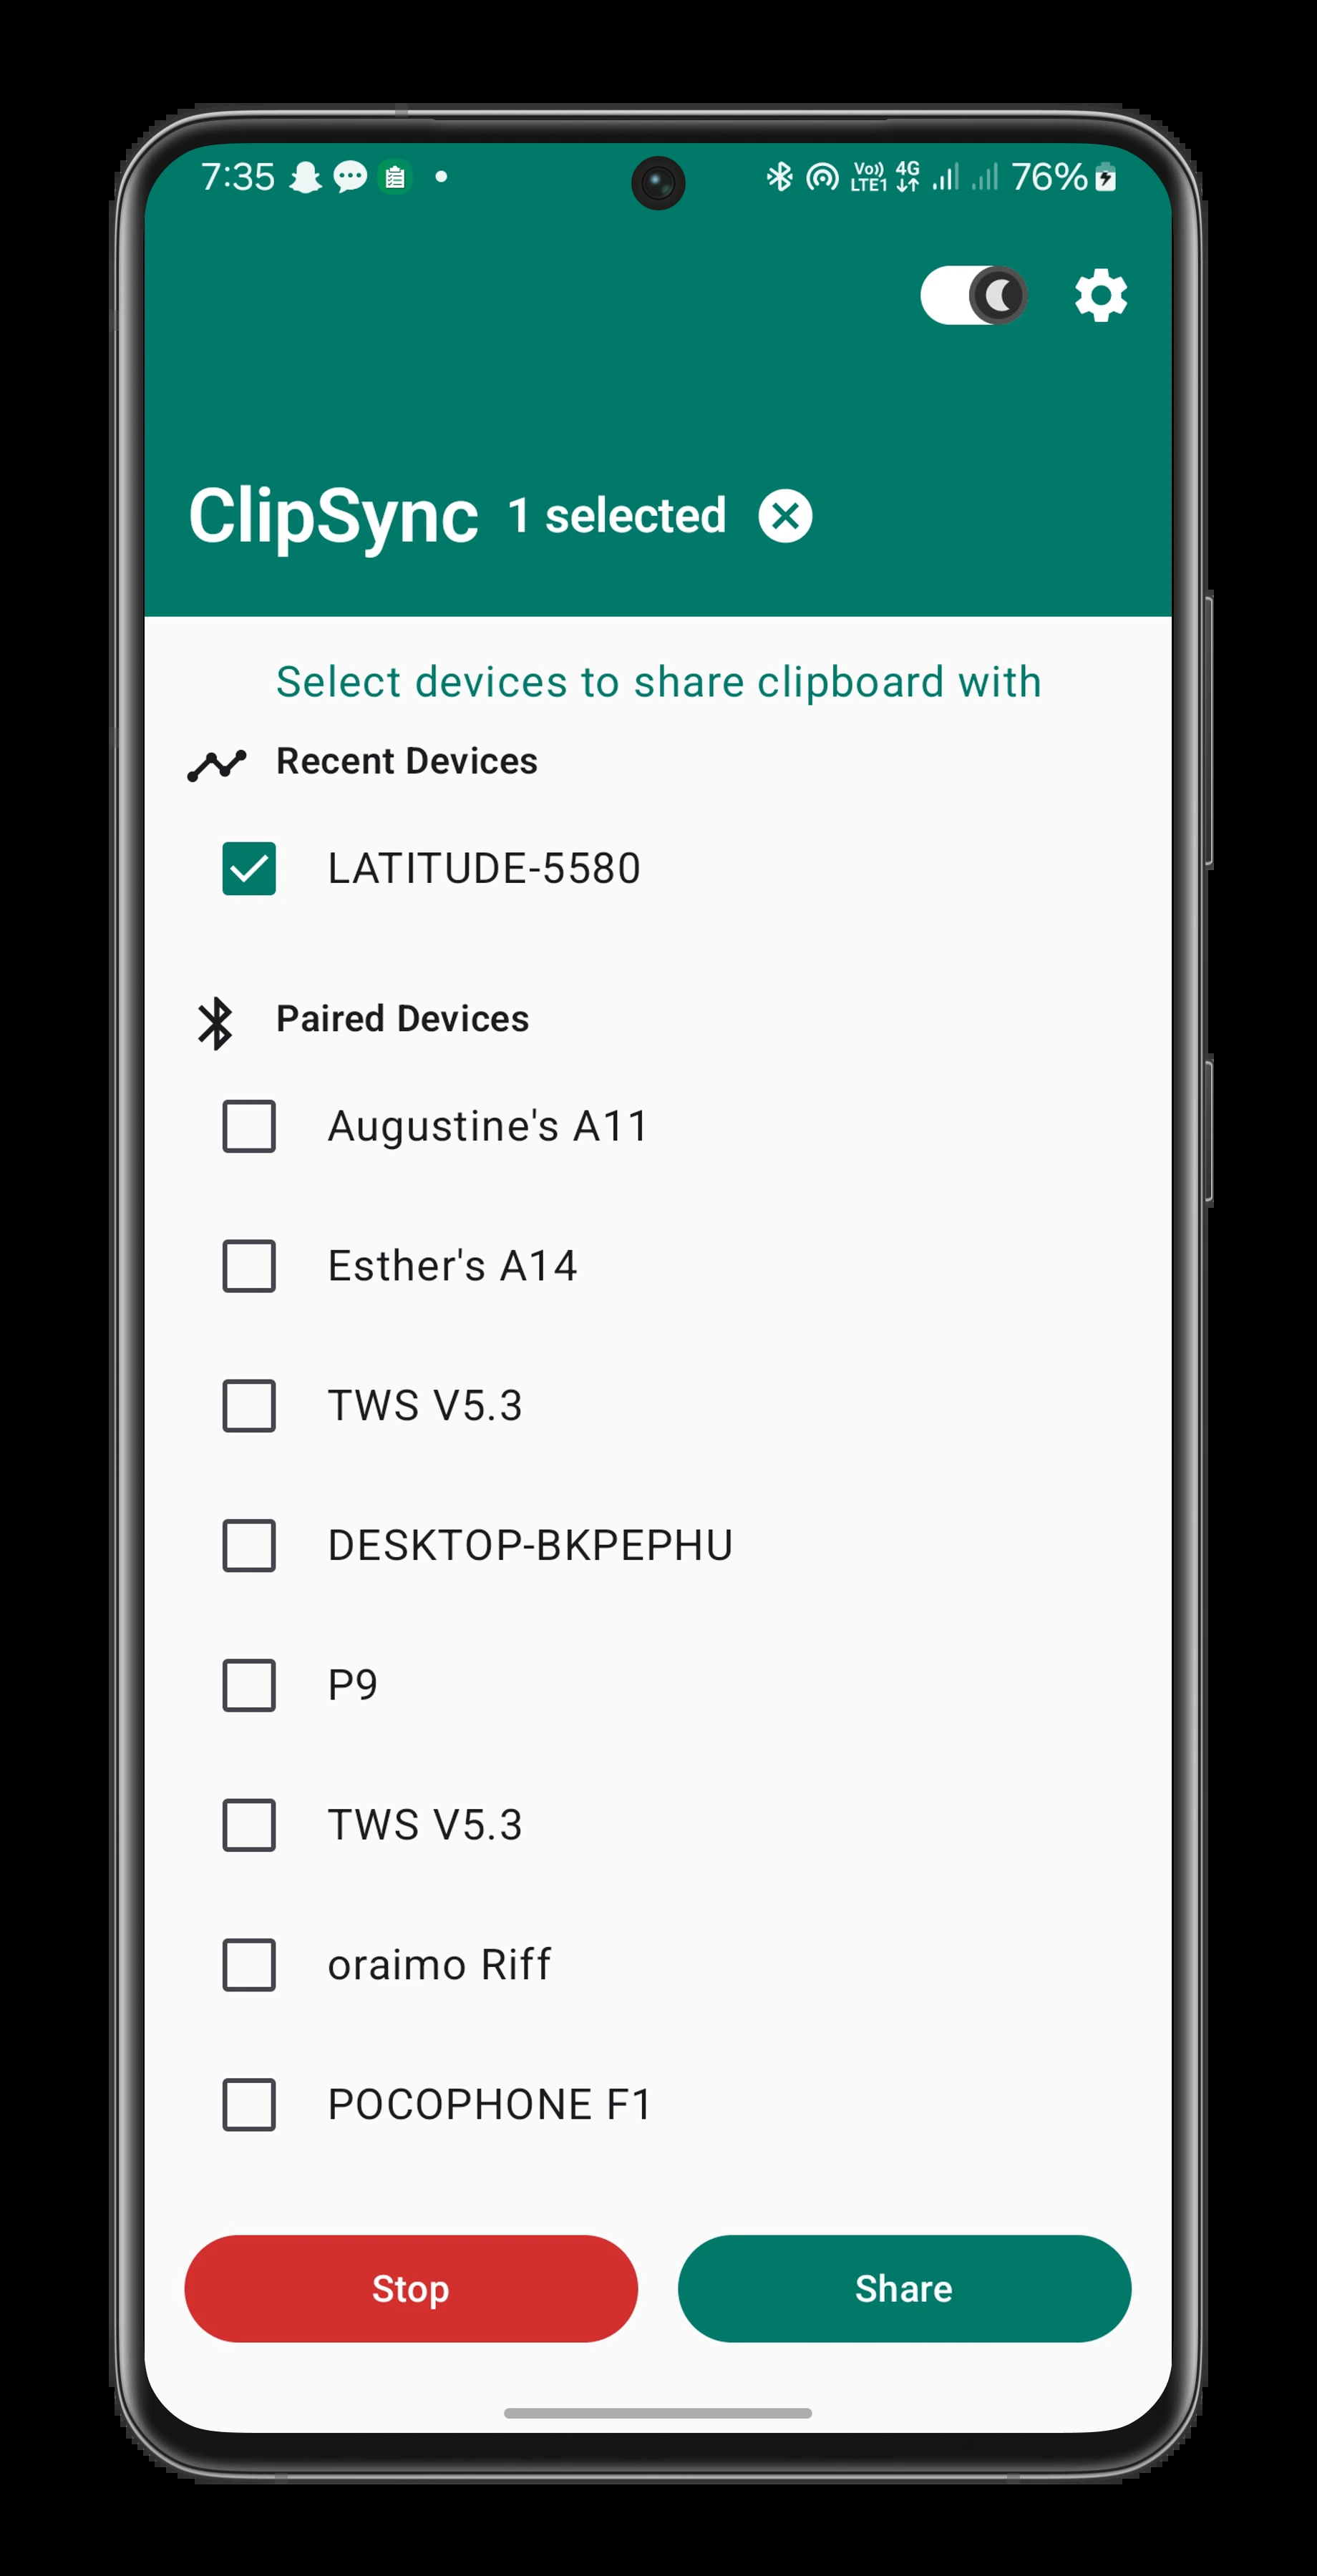 7:35 Vo)) LTE1 4G 76%
ClipSync 1 selected
Select devices to share clipboard with
Recent Devices
LATITUDE-5580
Paired Devices
Augustine's A11
Esther's A14
TWS V5.3
DESKTOP-BKPEPHU
P9
TWS V5.3
oraimo Riff
POCOPHONE F1
Stop Share